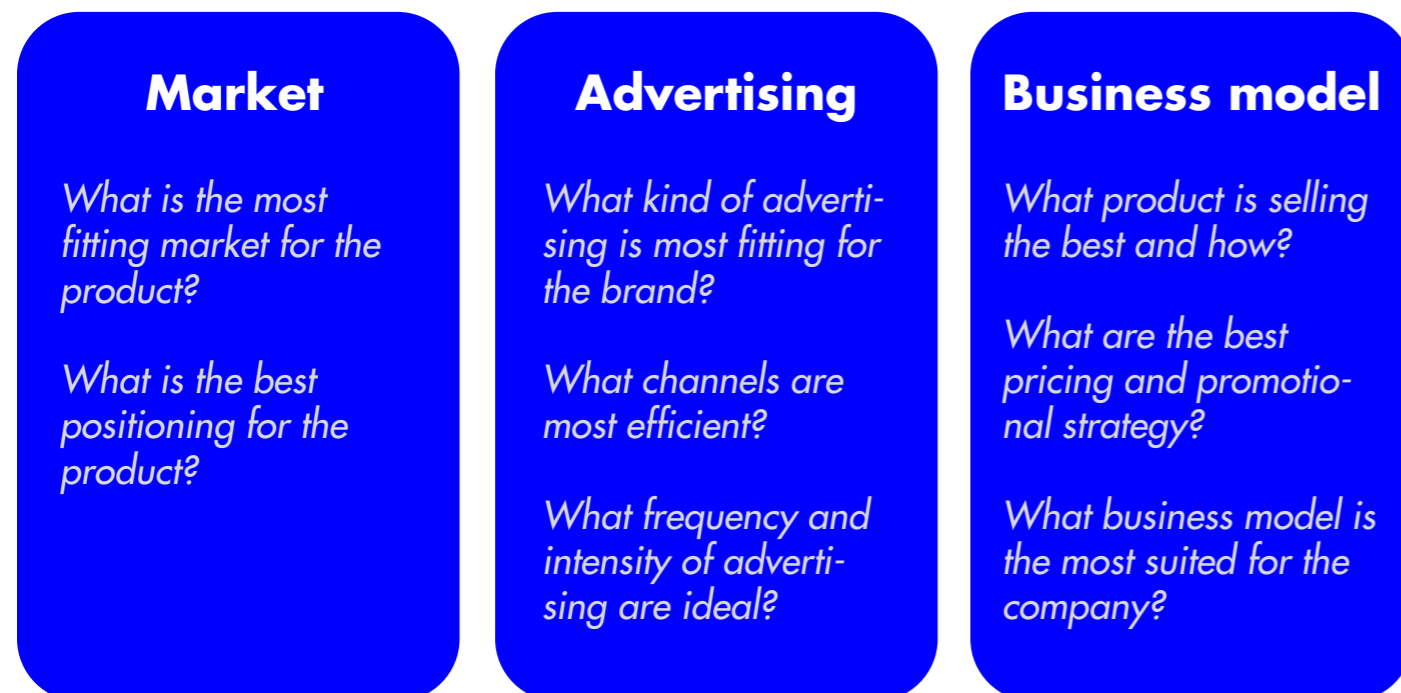 Market
What is the most
fitting market for the
product?
What is the best
positioning for the
product?
Advertising
What kind of adverti-
sing is most fitting for
the brand?
What channels are
most efficient?
What frequency and
intensity of adverti-
sing are ideal?
Business model
What product is selling
the best and how?
What are the best
pricing and promotio-
nal strategy?
What business model is
the most suited for the
company?